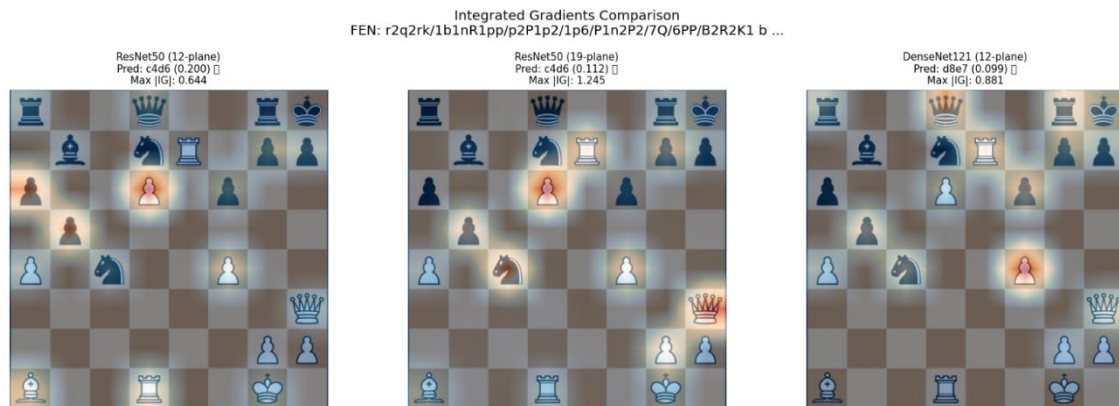 Integrated Gradients Comparison
FEN: r2q2rk/1b1nR1pp/p2P1p2/1p6/P1n2P2/7Q/6PP/B2R2K1 b ...
ResNet50 (12-plane)
Pred: c4d6 (0.200) ▯
Max |IG|: 0.644
ResNet50 (19-plane)
Pred: c4d6 (0.112) ▯
Max |IG|: 1.245
DenseNet121 (12-plane)
Pred: d8e7 (0.099) ▯
Max |IG|: 0.881